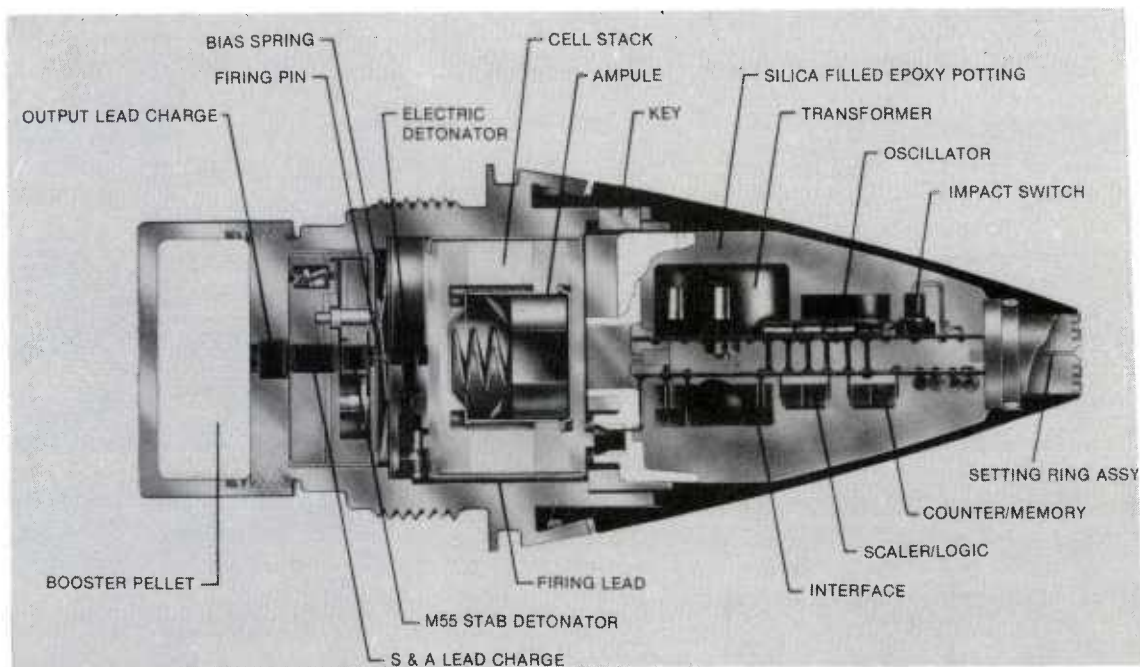 BIAS SPRING
FIRING PIN
OUTPUT LEAD CHARGE
ELECTRIC
DETONATOR
CELL STACK
AMPULE
KEY
SILICA FILLED EPOXY POTTING
TRANSFORMER
OSCILLATOR
IMPACT SWITCH
SETTING RING ASSY
COUNTER/MEMORY
SCALER/LOGIC
INTERFACE
FIRING LEAD
BOOSTER PELLET
M55 STAB DETONATOR
S & A LEAD CHARGE